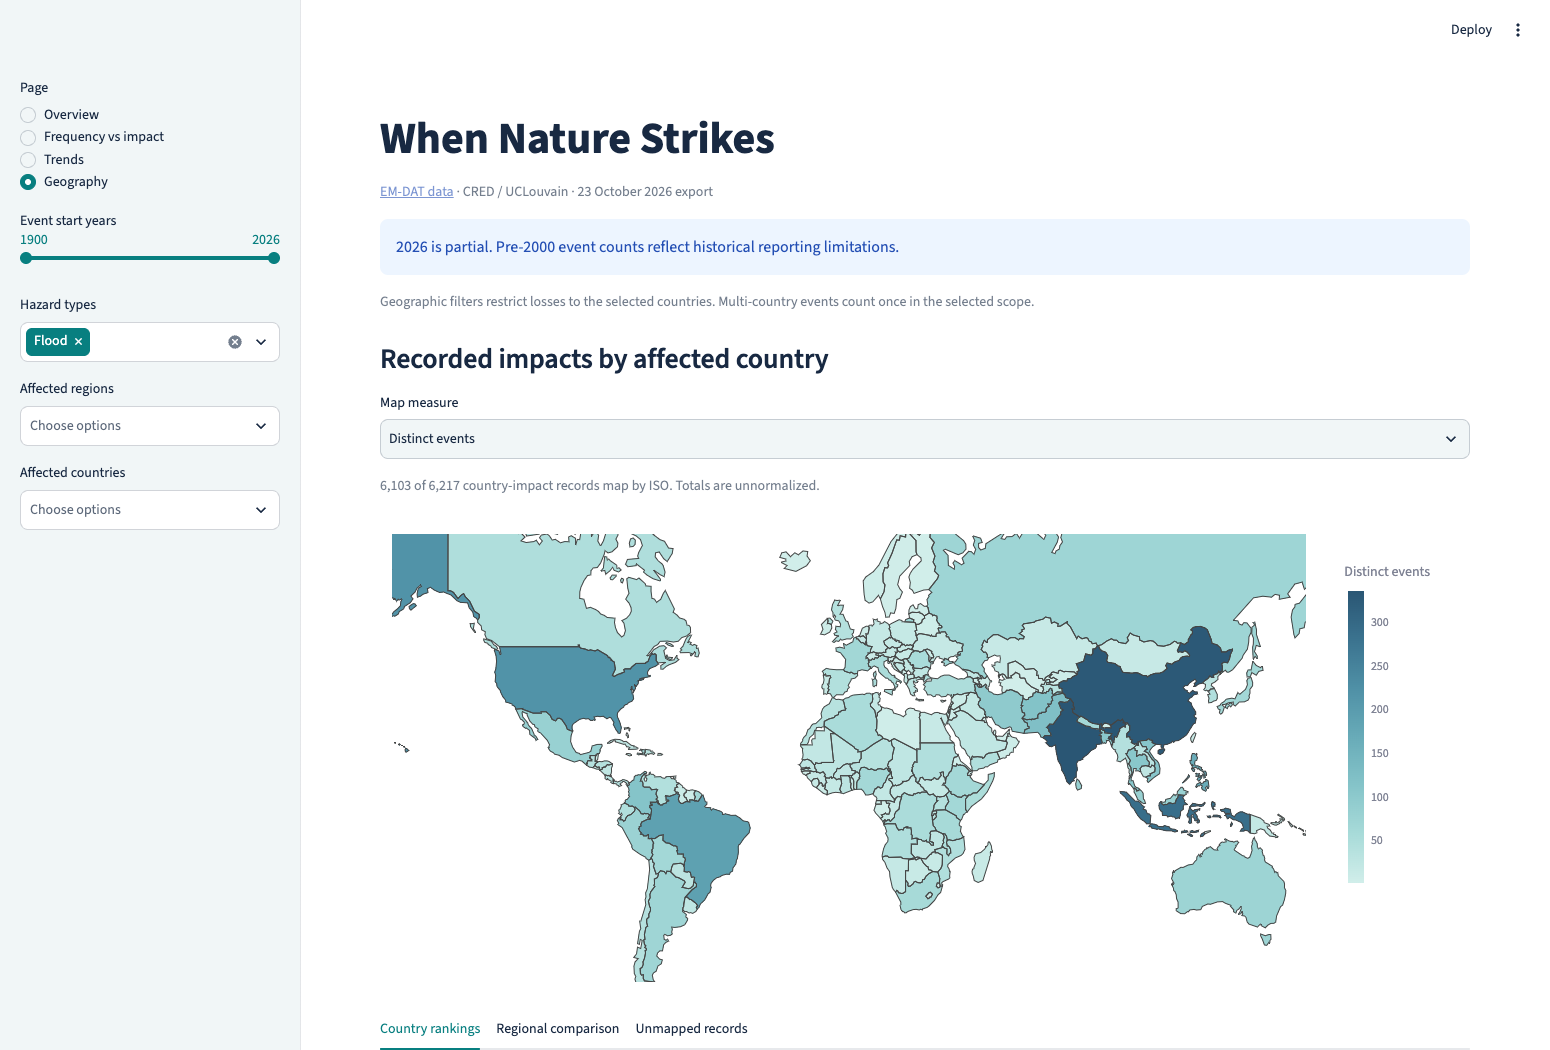 Deploy
Page
Overview
Frequency vs impact
Trends
Geography
Event start years
1900 2026
Hazard types
Flood
Affected regions
Choose options
Affected countries
Choose options
When Nature Strikes
EM-DAT data · CRED / UCLouvain · 23 October 2026 export
2026 is partial. Pre-2000 event counts reflect historical reporting limitations.
Geographic filters restrict losses to the selected countries. Multi-country events count once in the selected scope.
Recorded impacts by affected country
Map measure
Distinct events
6,103 of 6,217 country-impact records map by ISO. Totals are unnormalized.
Distinct events
300
250
200
150
100
50
Country rankings Regional comparison Unmapped records